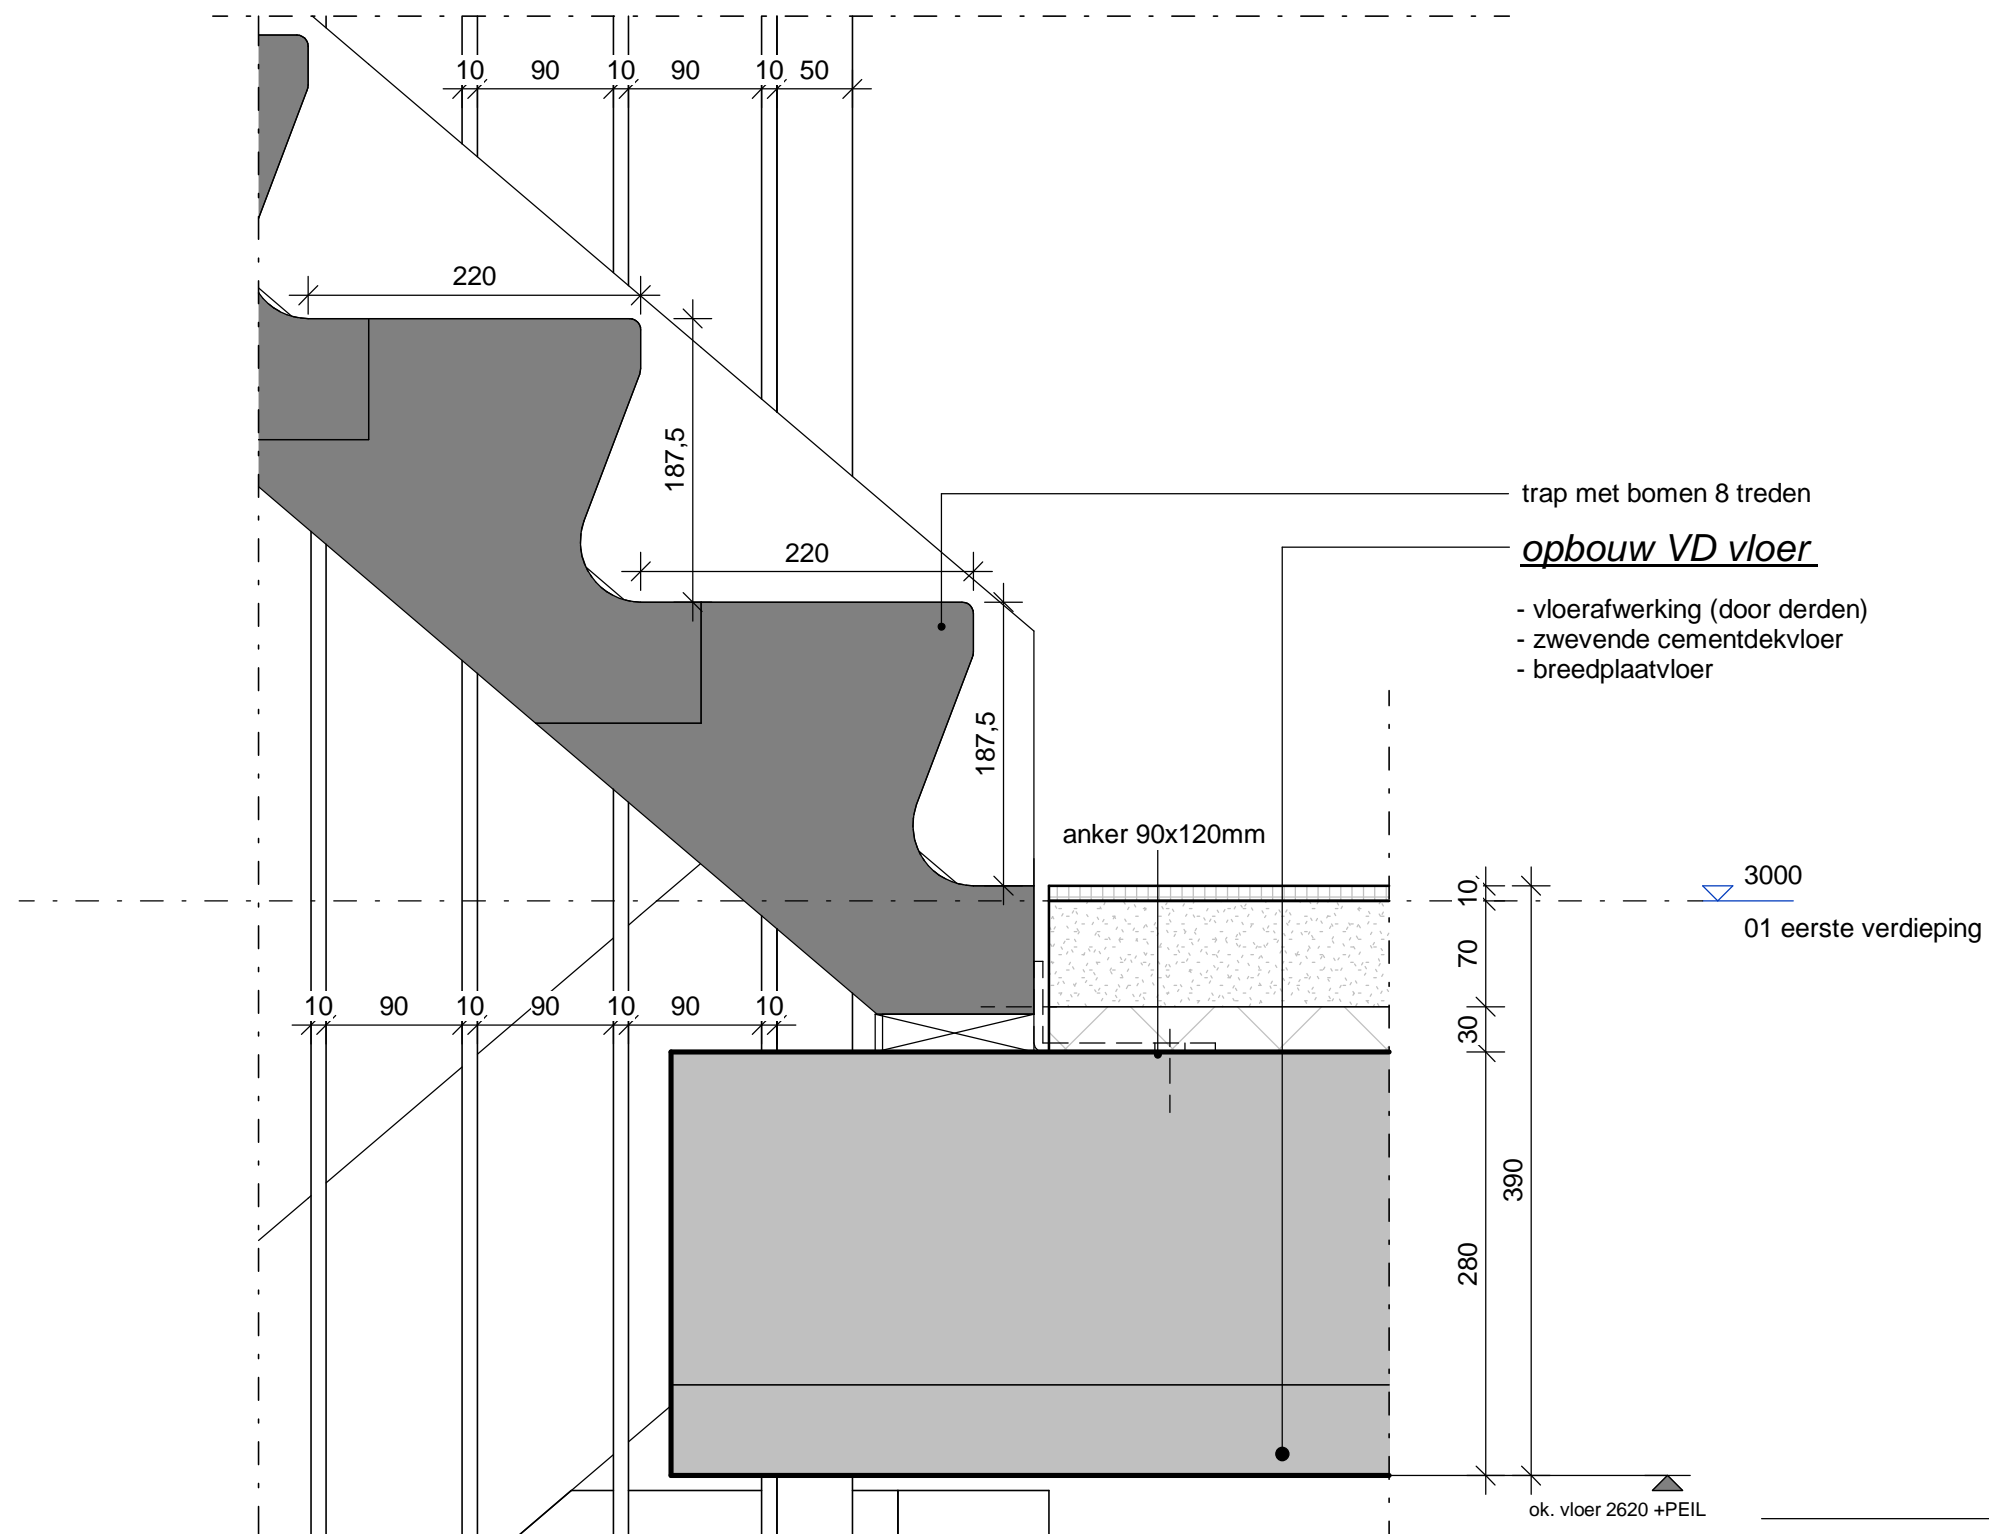 10 90 10 90 10 50
220
187,5
220
187,5
trap met bomen 8 treden
opbouw VD vloer
- vloerafwerking (door derden)
- zwevende cementdekvloer
- breedplaatvloer
anker 90x120mm
10
70
30
280
390
3000
01 eerste verdieping
10 90 10 90 10 90 10
ok. vloer 2620 +PEIL